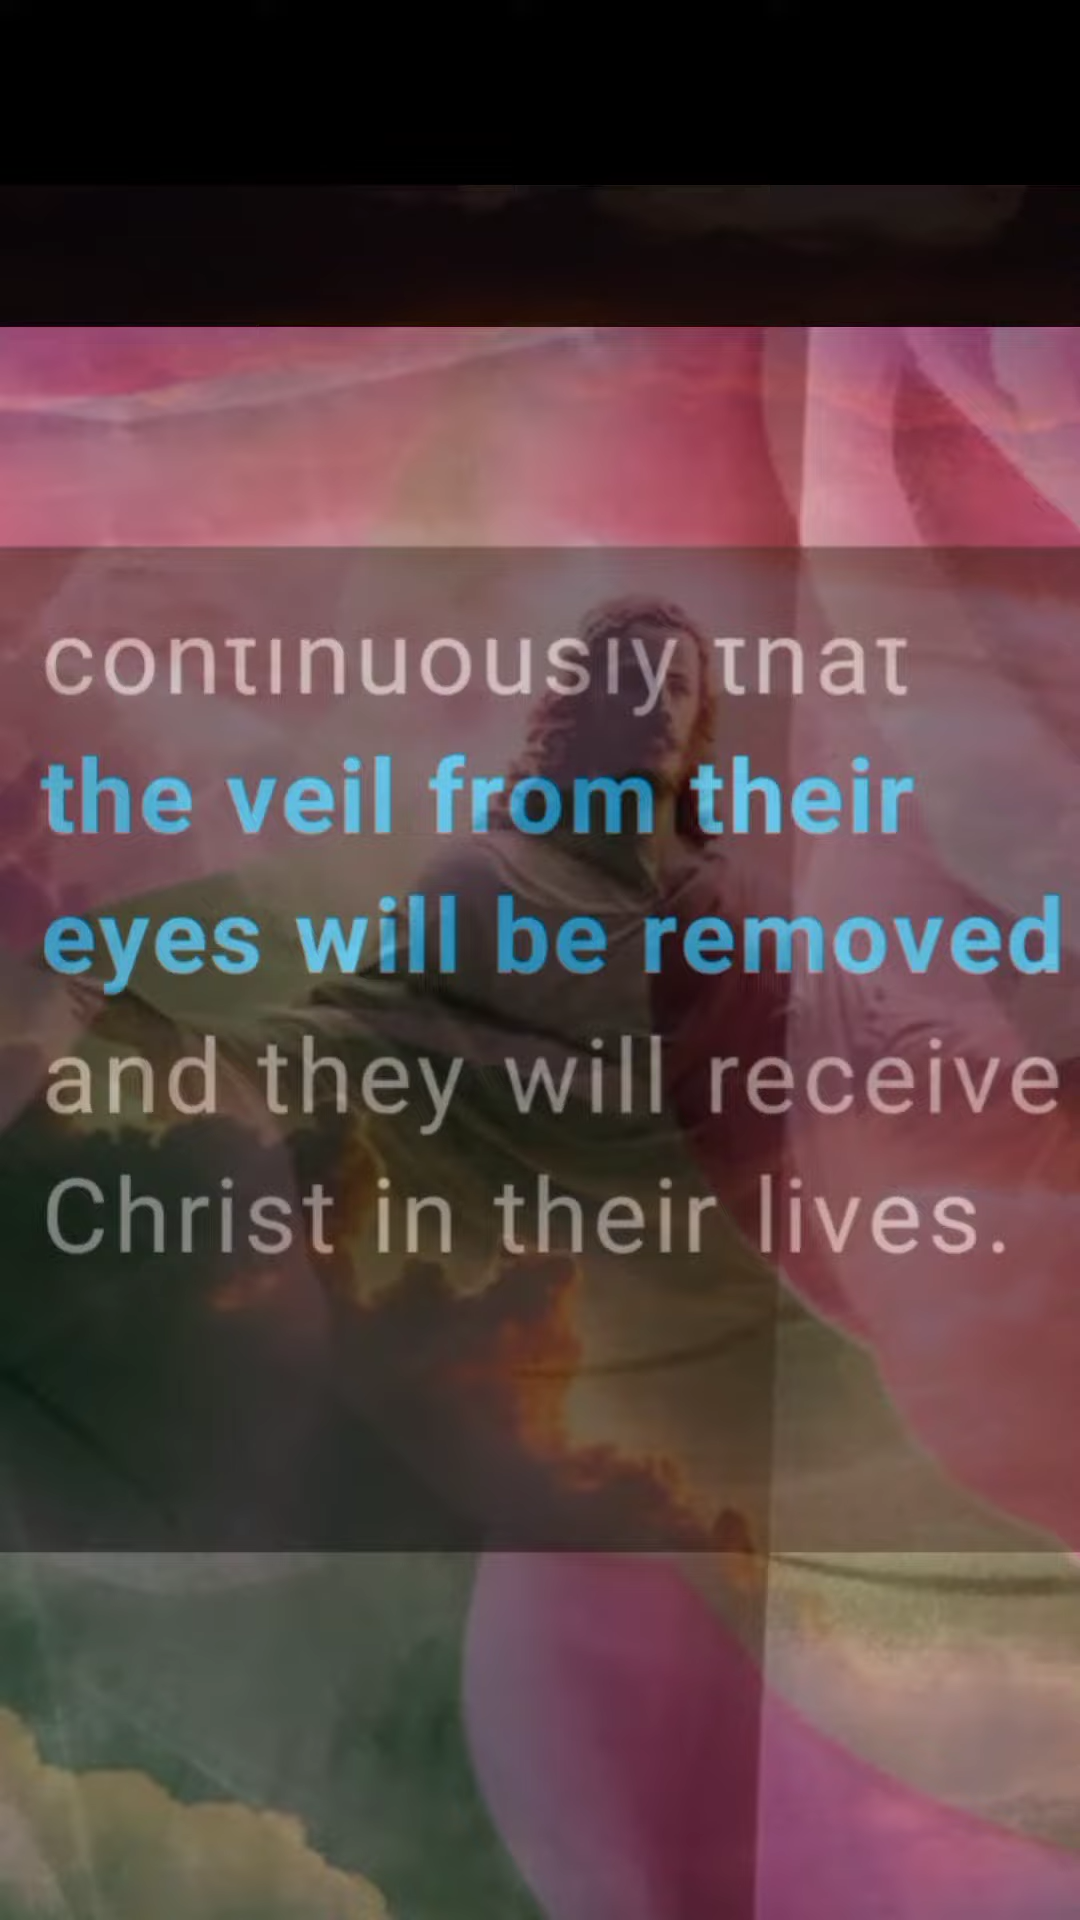 continuously that
the veil from their
eyes will be removed
and they will receive
Christ in their lives.